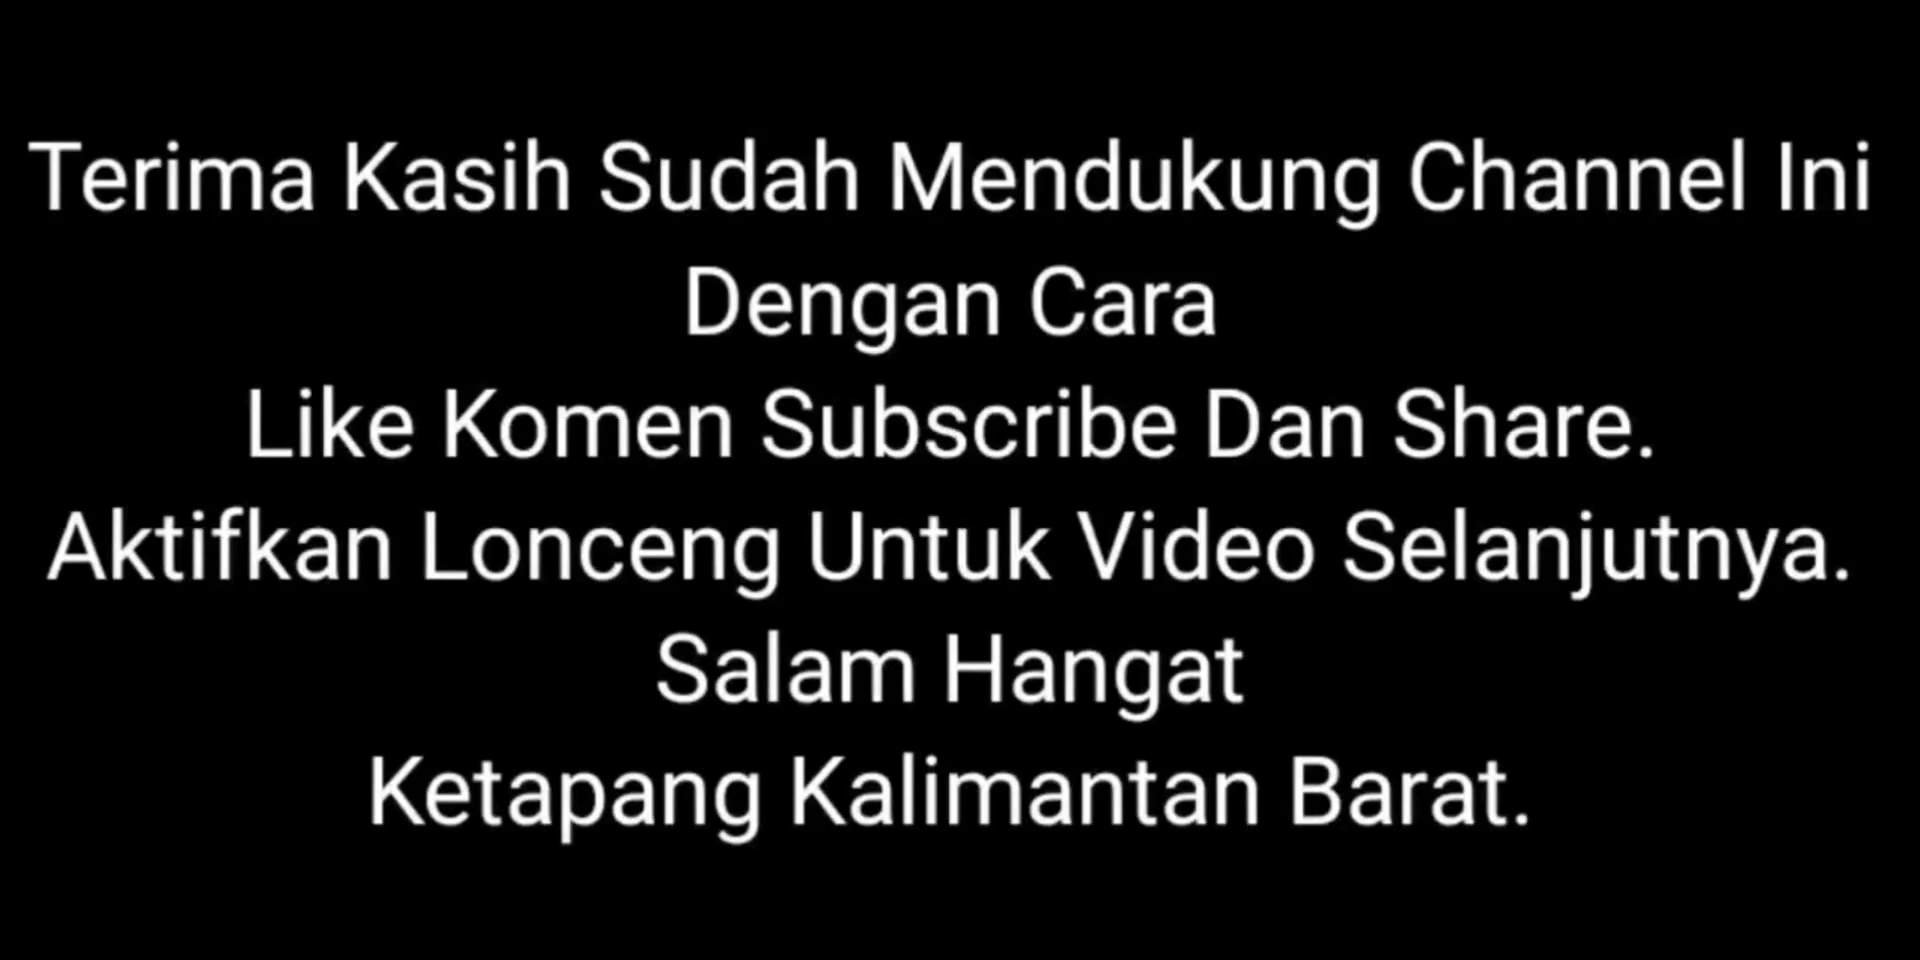 Terima Kasih Sudah Mendukung Channel Ini
Dengan Cara
Like Komen Subscribe Dan Share.
Aktifkan Lonceng Untuk Video Selanjutnya.
Salam Hangat
Ketapang Kalimantan Barat.